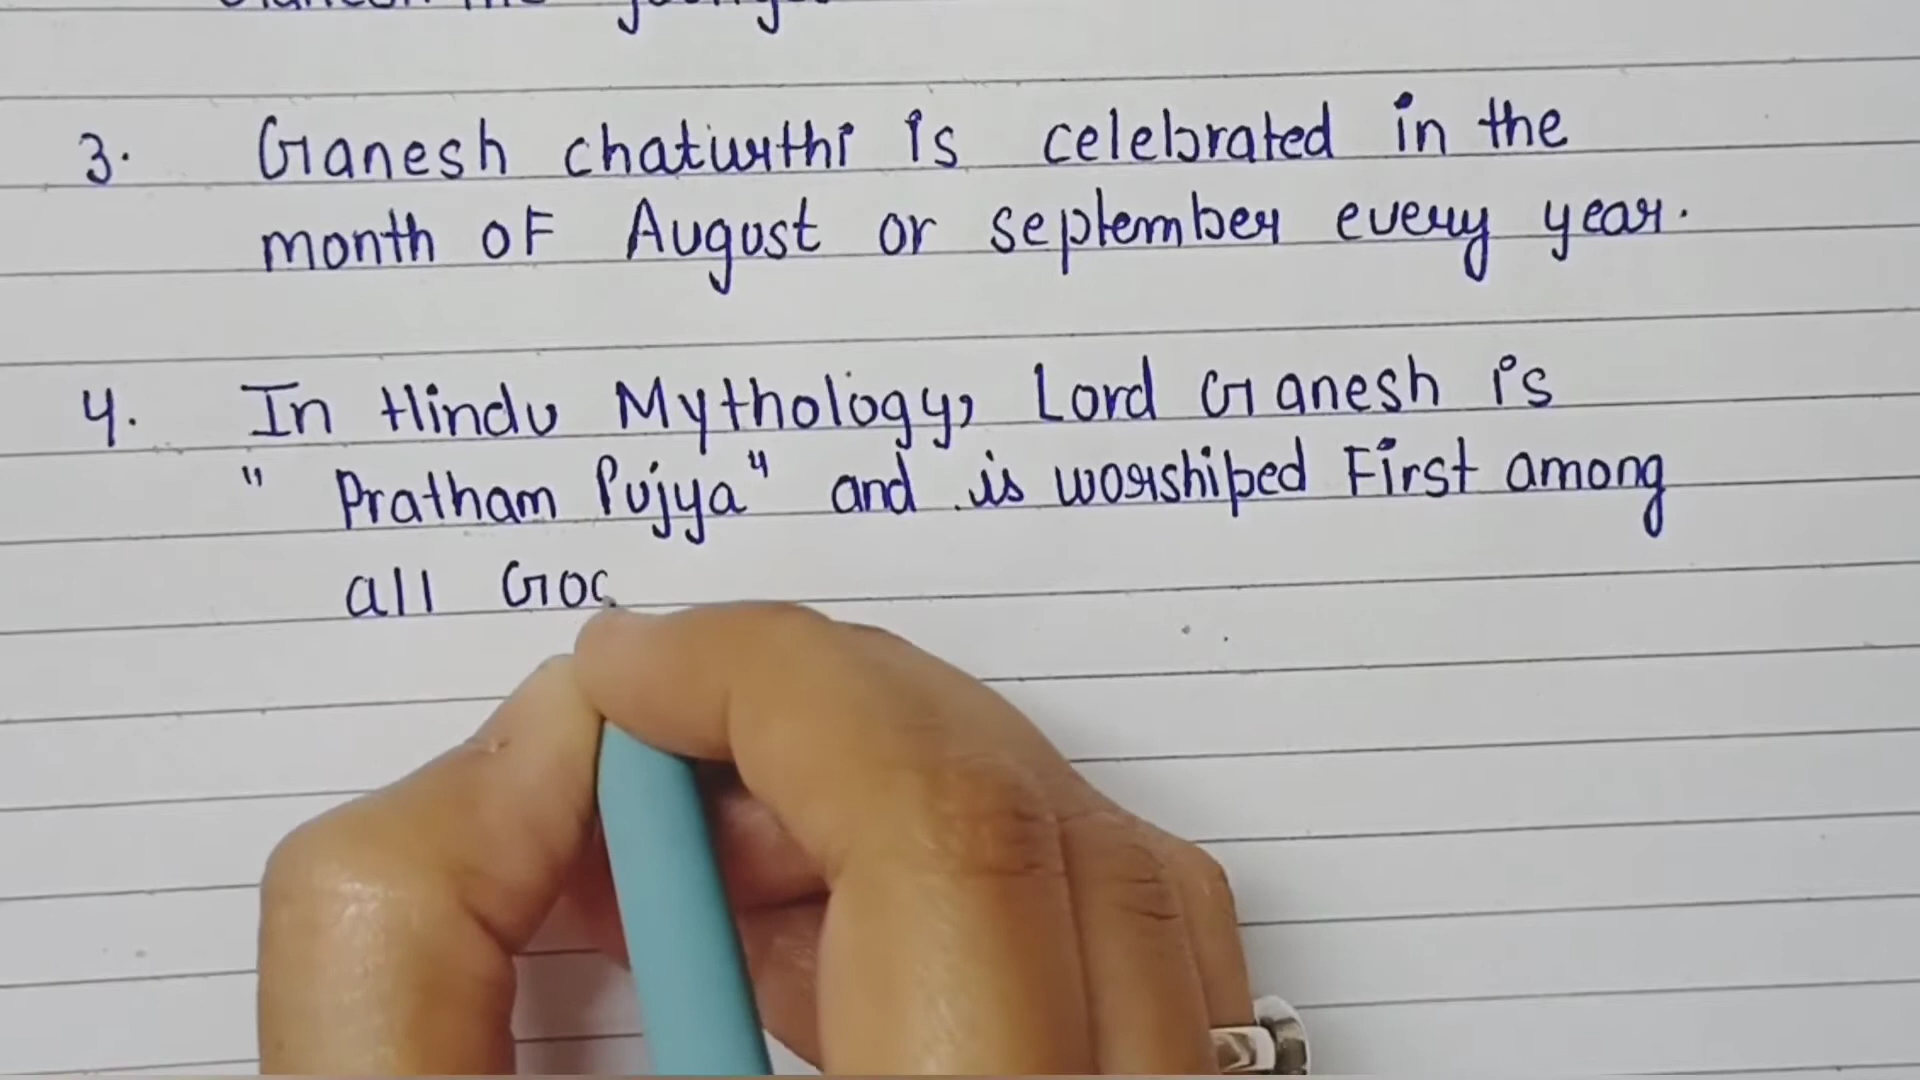 3. Ganesh chaturthi is celebrated in the
month of August or september every year.
4. In Hindu Mythology, Lord Ganesh is
" Pratham Pujya" and is worshiped First among
all